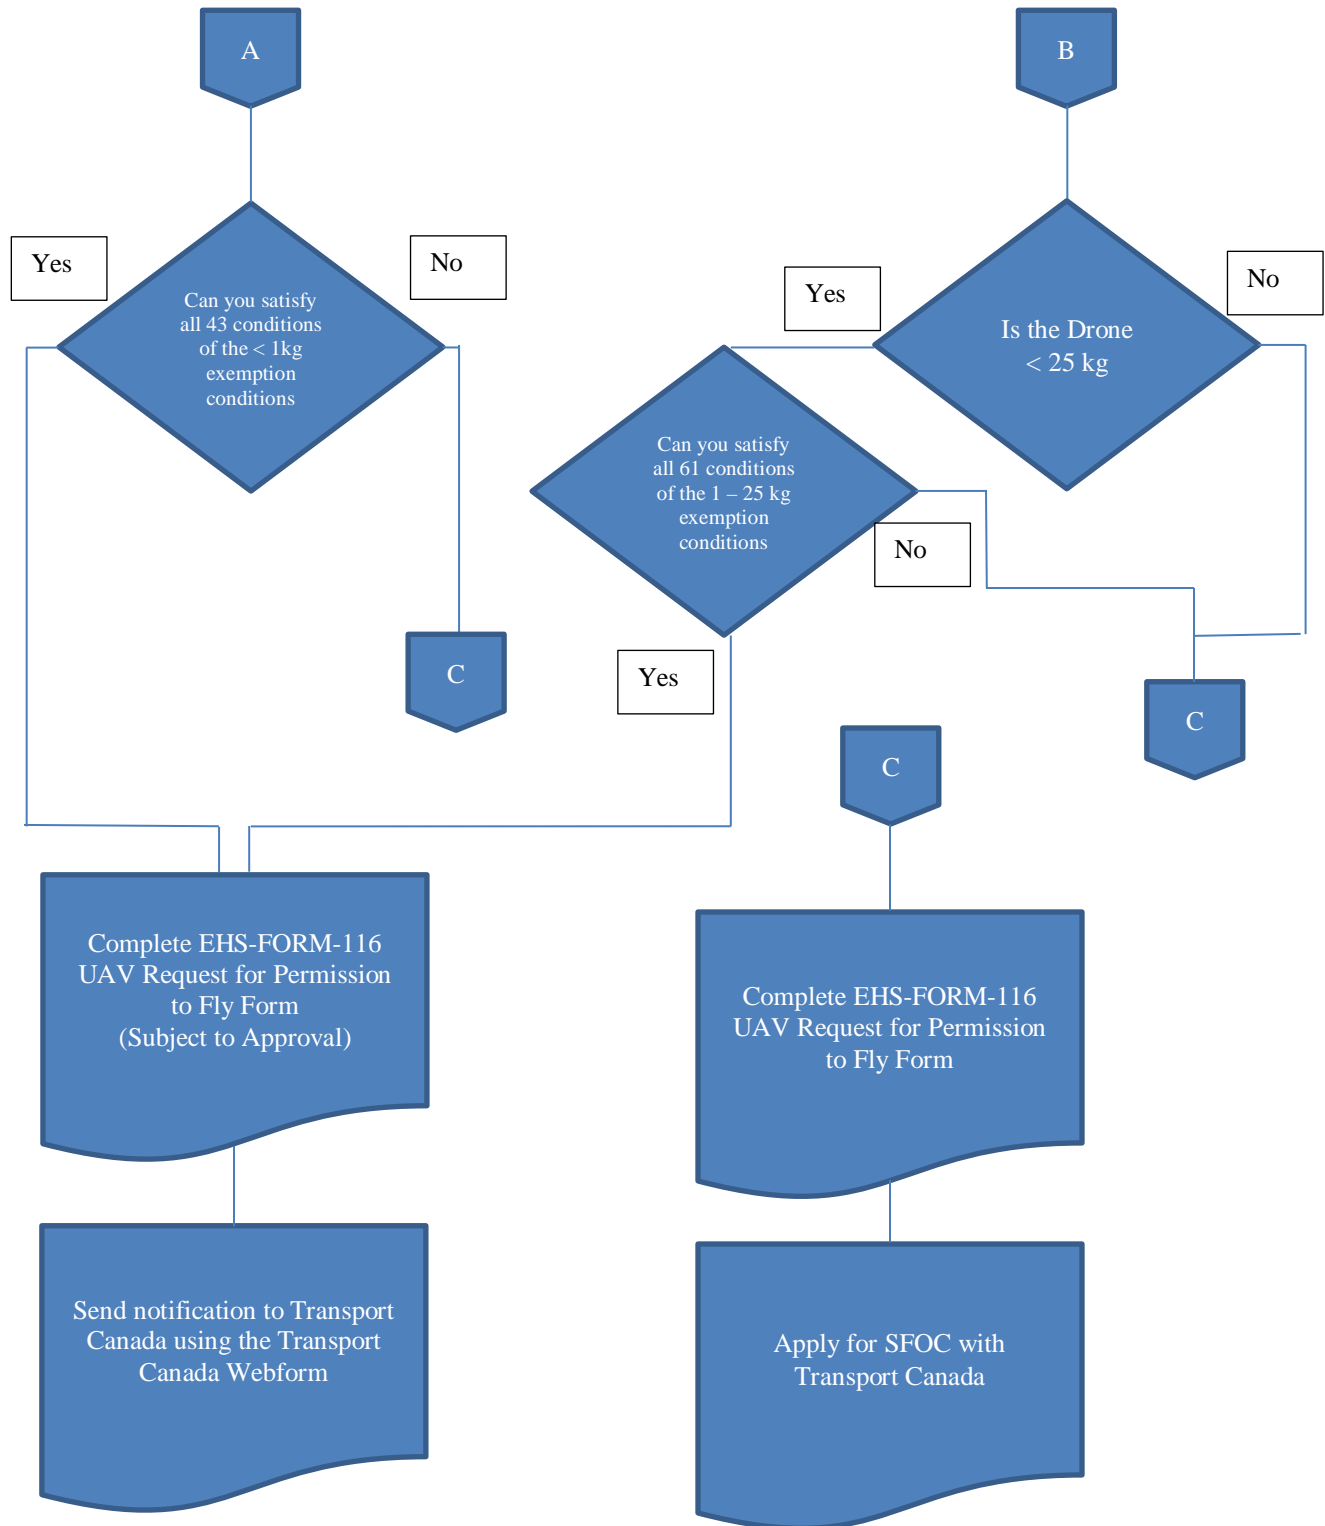 A
B
Yes
No
Can you satisfy
all 43 conditions
of the < 1kg
exemption
conditions
Yes
No
Is the Drone
< 25 kg
Can you satisfy
all 61 conditions
of the 1 – 25 kg
exemption
conditions
No
Yes
C
C
C
Complete EHS-FORM-116
UAV Request for Permission
to Fly Form
(Subject to Approval)
Complete EHS-FORM-116
UAV Request for Permission
to Fly Form
Send notification to Transport
Canada using the Transport
Canada Webform
Apply for SFOC with
Transport Canada